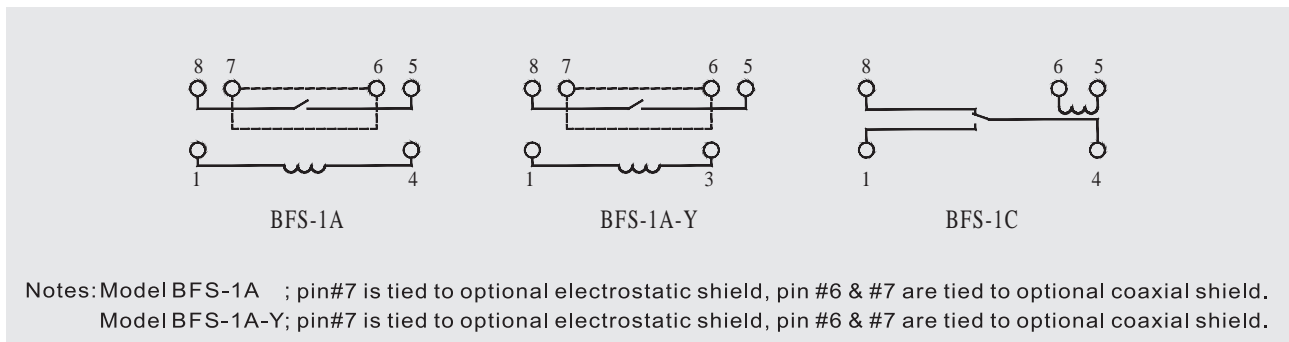 8 7 6 5 8 7 6 5 8 6 5
1 4 1 3 1 4
BFS-1A BFS-1A-Y BFS-1C
Notes:Model BFS-1A ; pin#7 is tied to optional electrostatic shield, pin #6 & #7 are tied to optional coaxial shield.
Model BFS-1A-Y; pin#7 is tied to optional electrostatic shield, pin #6 & #7 are tied to optional coaxial shield.